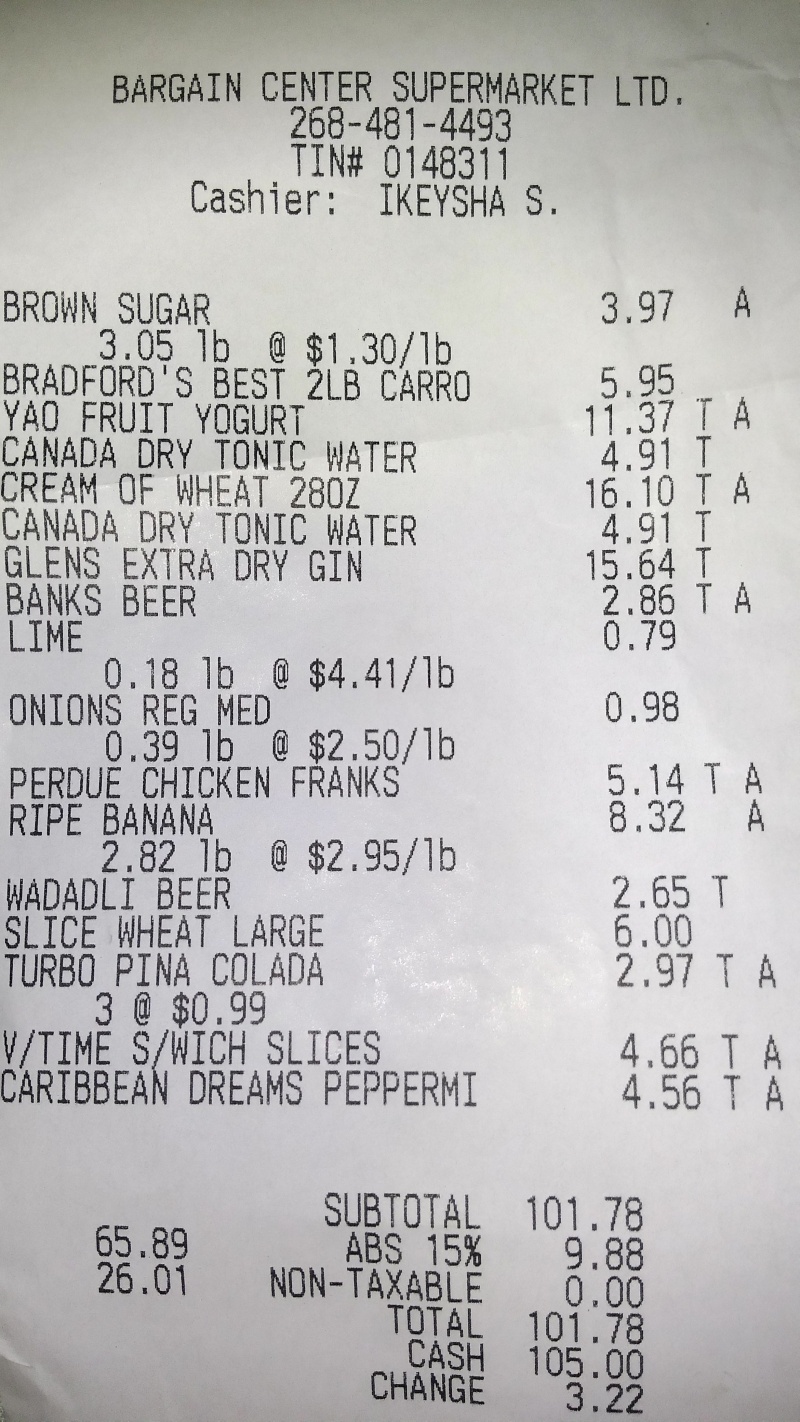 BARGAIN CENTER SUPERMARKET LTD.
268-481-4493
TIN# 0148311
Cashier: IKEYSHA S.
BROWN SUGAR 3.97 A
3.05 lb @ $1.30/lb
BRADFORD'S BEST 2LB CARRO 5.95
YAO FRUIT YOGURT 11.37 T A
CANADA DRY TONIC WATER 4.91 T
CREAM OF WHEAT 28OZ 16.10 T A
CANADA DRY TONIC WATER 4.91 T
GLENS EXTRA DRY GIN 15.64 T
BANKS BEER 2.86 T A
LIME 0.79
0.18 lb @ $4.41/lb
ONIONS REG MED 0.98
0.39 lb @ $2.50/lb
PERDUE CHICKEN FRANKS 5.14 T A
RIPE BANANA 8.32 A
2.82 lb @ $2.95/lb
WADADLI BEER 2.65 T
SLICE WHEAT LARGE 6.00
TURBO PINA COLADA 2.97 T A
3 @ $0.99
V/TIME S/WICH SLICES 4.66 T A
CARIBBEAN DREAMS PEPPERMI 4.56 T A
SUBTOTAL 101.78
65.89 ABS 15% 9.88
26.01 NON-TAXABLE 0.00
TOTAL 101.78
CASH 105.00
CHANGE 3.22